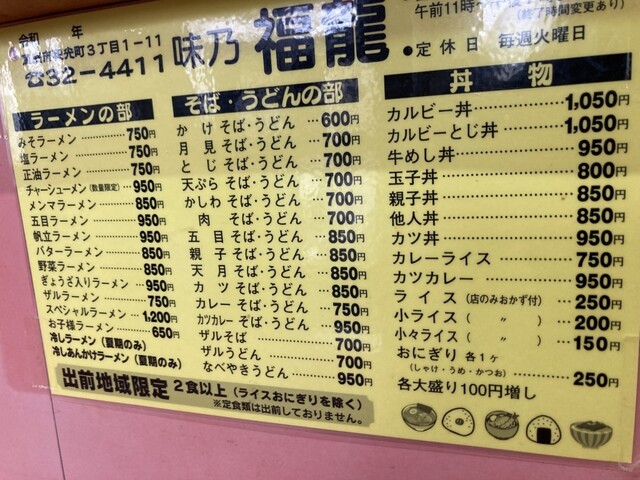 令和 年
市 央町3丁目1-11
☎32-4411
味乃 福龍
午前11時
(終了時間変更あり)
●定休日 毎週火曜日
ラーメンの部
みそラーメン 750円
塩ラーメン 750円
正油ラーメン 750円
チャーシューメン(数量限定) 950円
メンマラーメン 850円
五目ラーメン 950円
帆立ラーメン 950円
バターラーメン 850円
野菜ラーメン 850円
ぎょうざ入りラーメン 950円
ザルラーメン 750円
スペシャルラーメン 1,200円
お子様ラーメン 650円
冷しラーメン(夏期のみ)
冷しあんかけラーメン(夏期のみ)
そば・うどんの部
かけそば・うどん 600円
月見そば・うどん 700円
とじそば・うどん 700円
天ぷらそば・うどん 700円
かしわそば・うどん 700円
肉そば・うどん 700円
五目そば・うどん 850円
親子そば・うどん 850円
天月そば・うどん 850円
カツそば・うどん 850円
カレーそば・うどん 750円
カツカレーそば・うどん 950円
ザルそば 700円
ザルうどん 700円
なべやきうどん 950円
丼物
カルビー丼 1,050円
カルビーとじ丼 1,050円
牛めし丼 950円
玉子丼 800円
親子丼 850円
他人丼 850円
カツ丼 950円
カレーライス 750円
カツカレー 950円
ライス(店のみおかず付) 250円
小ライス( 〃 ) 200円
小々ライス( 〃 ) 150円
おにぎり 各1ヶ
(しゃけ・うめ・かつお) 250円
各大盛り100円増し
出前地域限定 2食以上(ライスおにぎりを除く)
※定食類は出前しておりません。